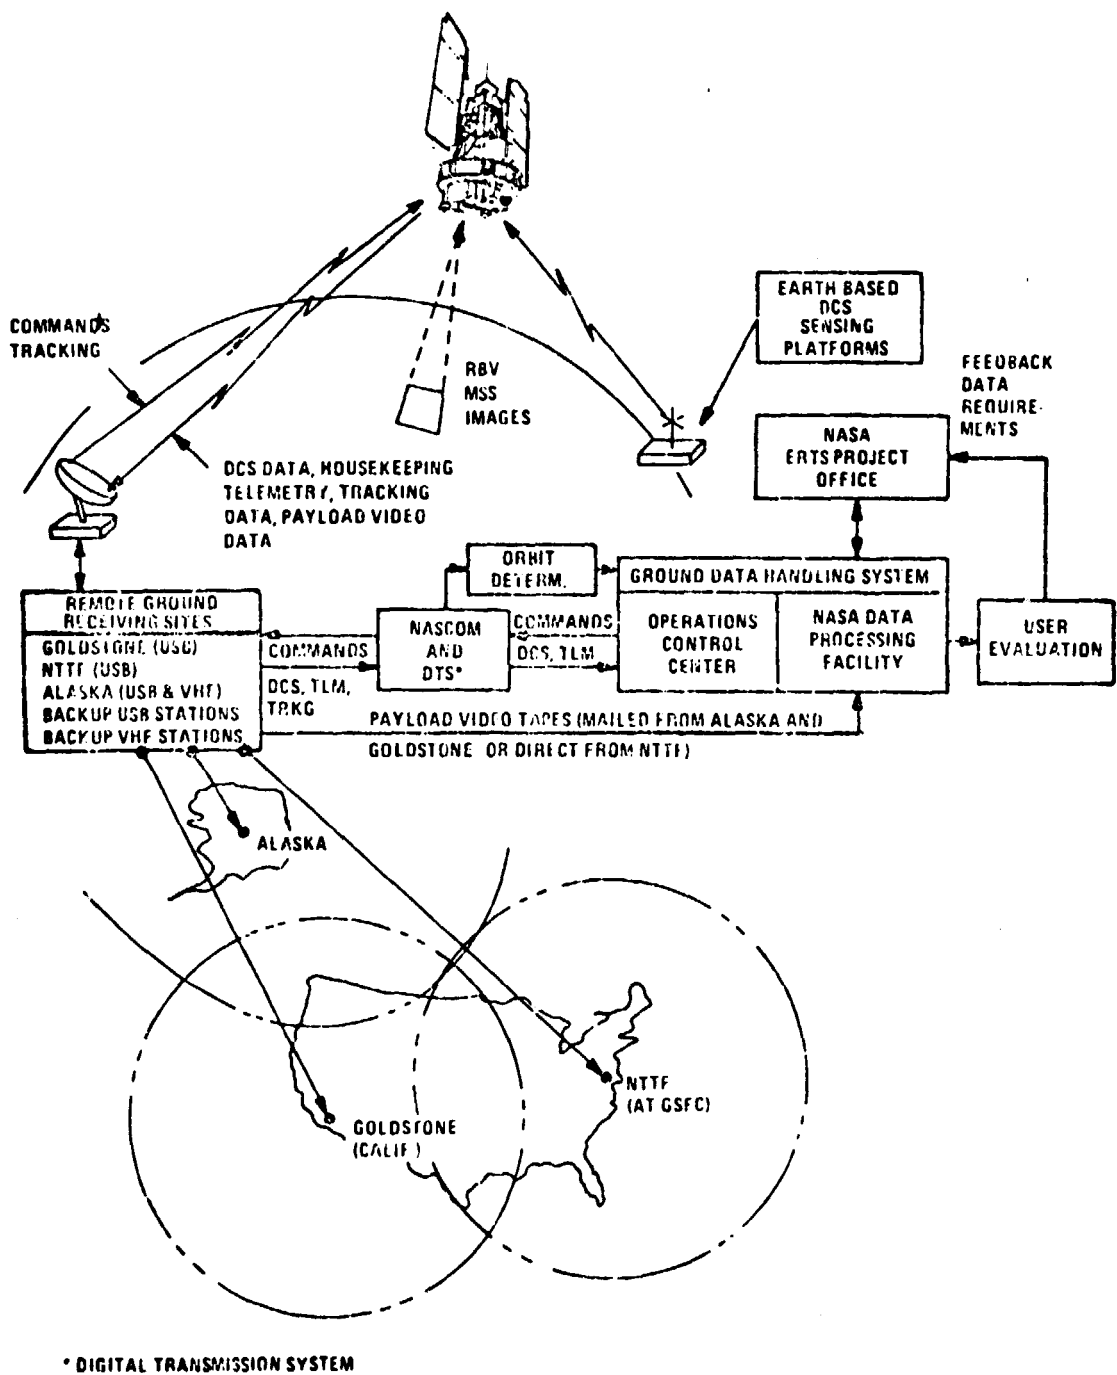 COMMANDS
TRACKING
RBV
MSS
IMAGES
EARTH BASED
DCS
SENSING
PLATFORMS
FEEDBACK
DATA
REQUIRE-
MENTS
NASA
ERTS PROJECT
OFFICE
DCS DATA, HOUSEKEEPING
TELEMETRY, TRACKING
DATA, PAYLOAD VIDEO
DATA
ORBIT
DETERM.
GROUND DATA HANDLING SYSTEM
OPERATIONS
CONTROL
CENTER
NASA DATA
PROCESSING
FACILITY
USER
EVALUATION
REMOTE GROUND
RECEIVING SITES
GOLDSTONE (USB)
NTTF (USB)
ALASKA (USB & VHF)
BACKUP USB STATIONS
BACKUP VHF STATIONS
COMMANDS
DCS, TLM,
TRKG
NASCOM
AND
DTS*
COMMANDS
DCS, TLM
PAYLOAD VIDEO TAPES (MAILED FROM ALASKA AND
GOLDSTONE OR DIRECT FROM NTTF)
ALASKA
NTTF
(AT GSFC)
GOLDSTONE
(CALIF.)
* DIGITAL TRANSMISSION SYSTEM